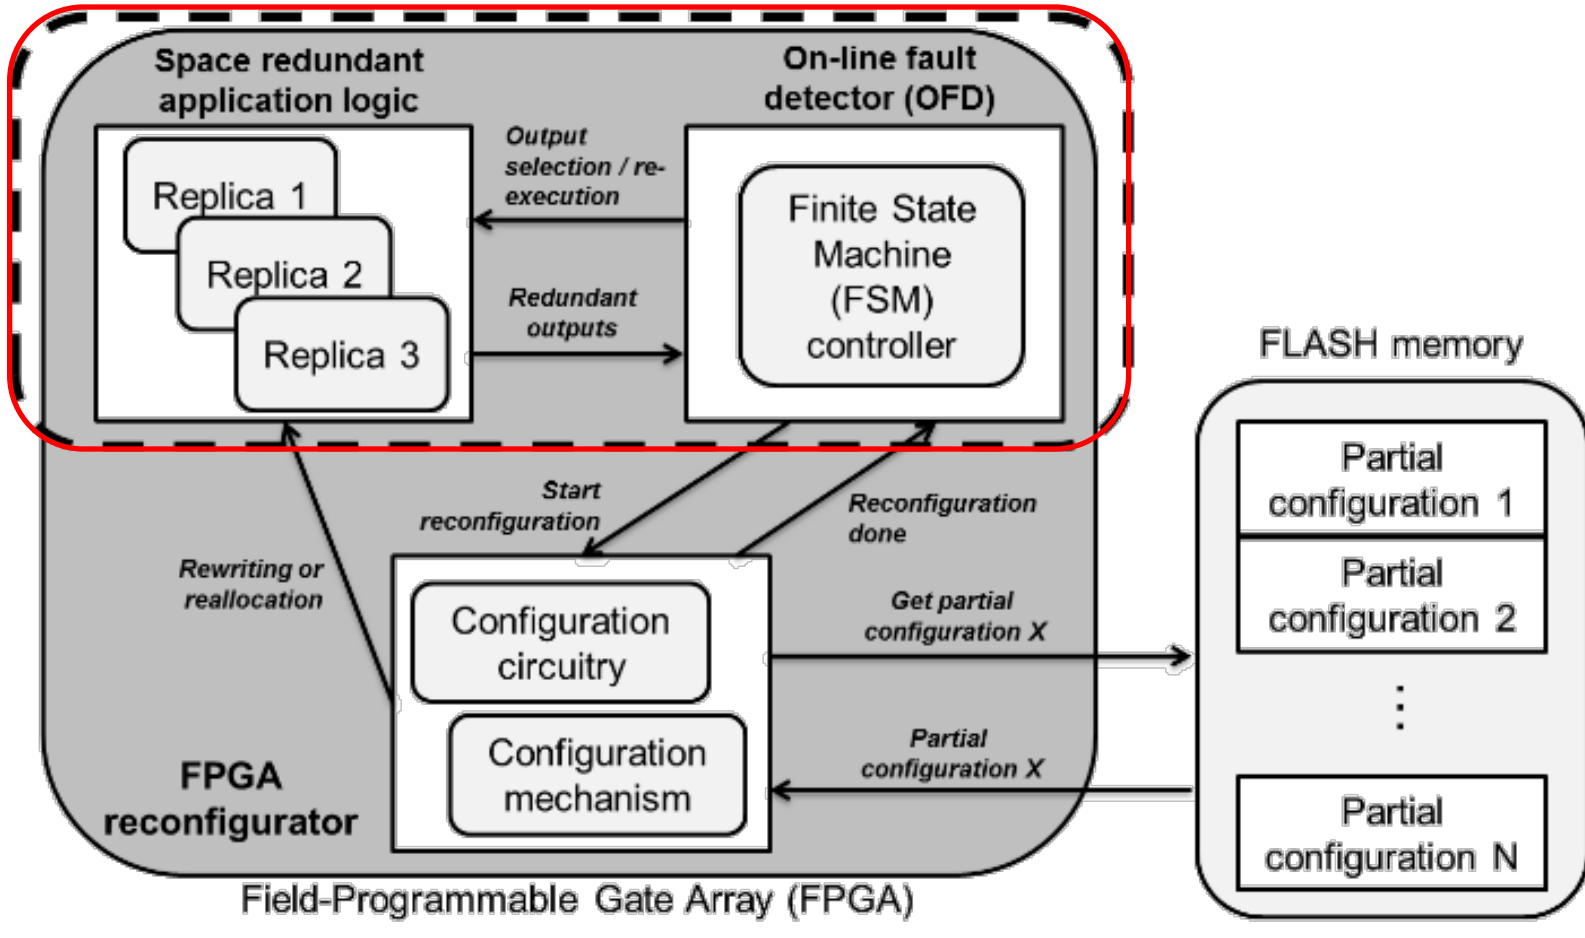 Space redundant
application logic
Replica 1
Replica 2
Replica 3
Output
selection / re-
execution
Redundant
outputs
On-line fault
detector (OFD)
Finite State
Machine
(FSM)
controller
Start
reconfiguration
Reconfiguration
done
Rewriting or
reallocation
Configuration
circuitry
Configuration
mechanism
Get partial
configuration X
Partial
configuration X
FPGA
reconfigurator
Field-Programmable Gate Array (FPGA)
FLASH memory
Partial
configuration 1
Partial
configuration 2
⋮
Partial
configuration N